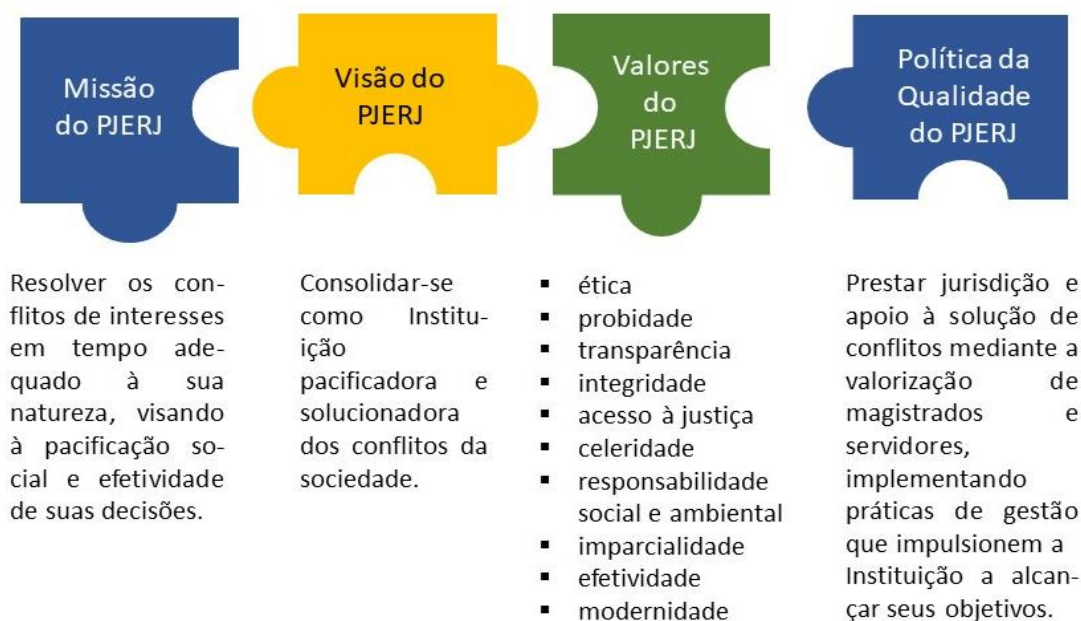 Missão
do PJERJ
Visão do
PJERJ
Valores
do
PJERJ
Política da
Qualidade
do PJERJ
Resolver os con-
flitos de interesses
em tempo ade-
quado à sua
natureza, visando
à pacificação so-
cial e efetividade
de suas decisões.
Consolidar-se
como Institu-
ição
pacificadora e
solucionadora
dos conflitos da
sociedade.
▪ ética
▪ probidade
▪ transparência
▪ integridade
▪ acesso à justiça
▪ celeridade
▪ responsabilidade
social e ambiental
▪ imparcialidade
▪ efetividade
▪ modernidade
Prestar jurisdição e
apoio à solução de
conflitos mediante a
valorização de
magistrados e
servidores,
implementando
práticas de gestão
que impulsionem a
Instituição a alcan-
çar seus objetivos.